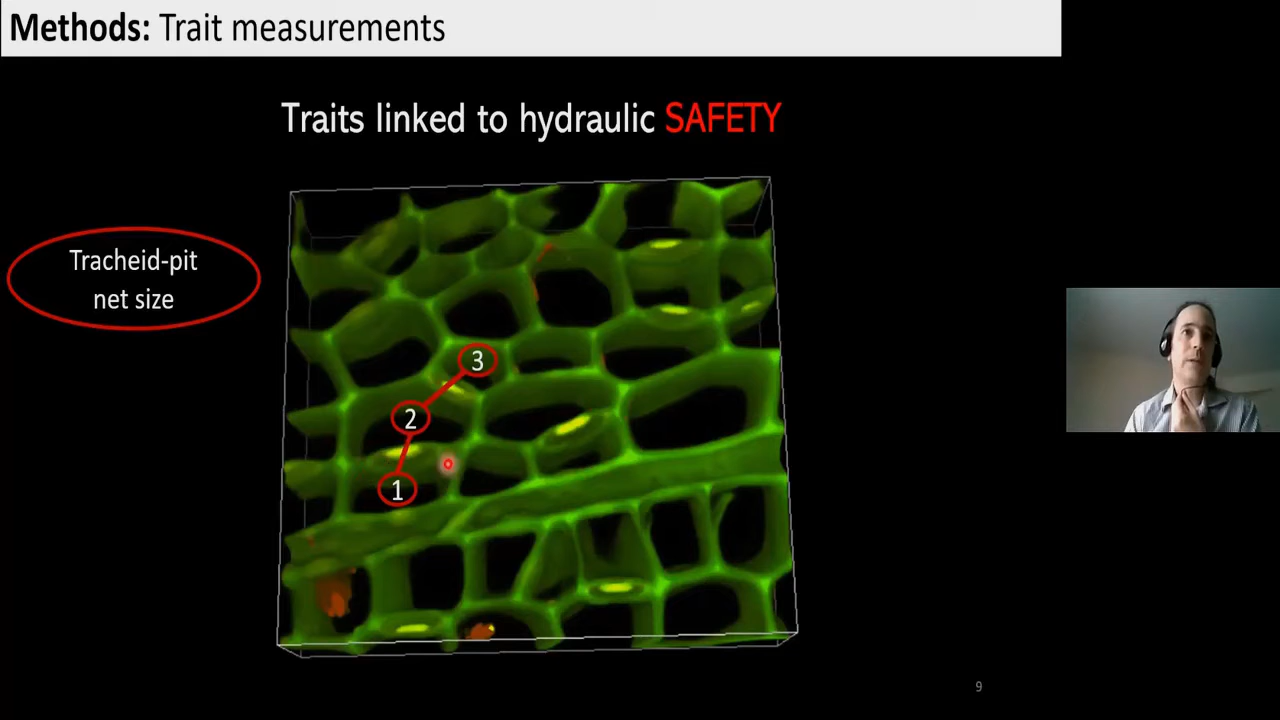 Methods: Trait measurements
Traits linked to hydraulic SAFETY
Tracheid-pit
net size
3
2
1
9